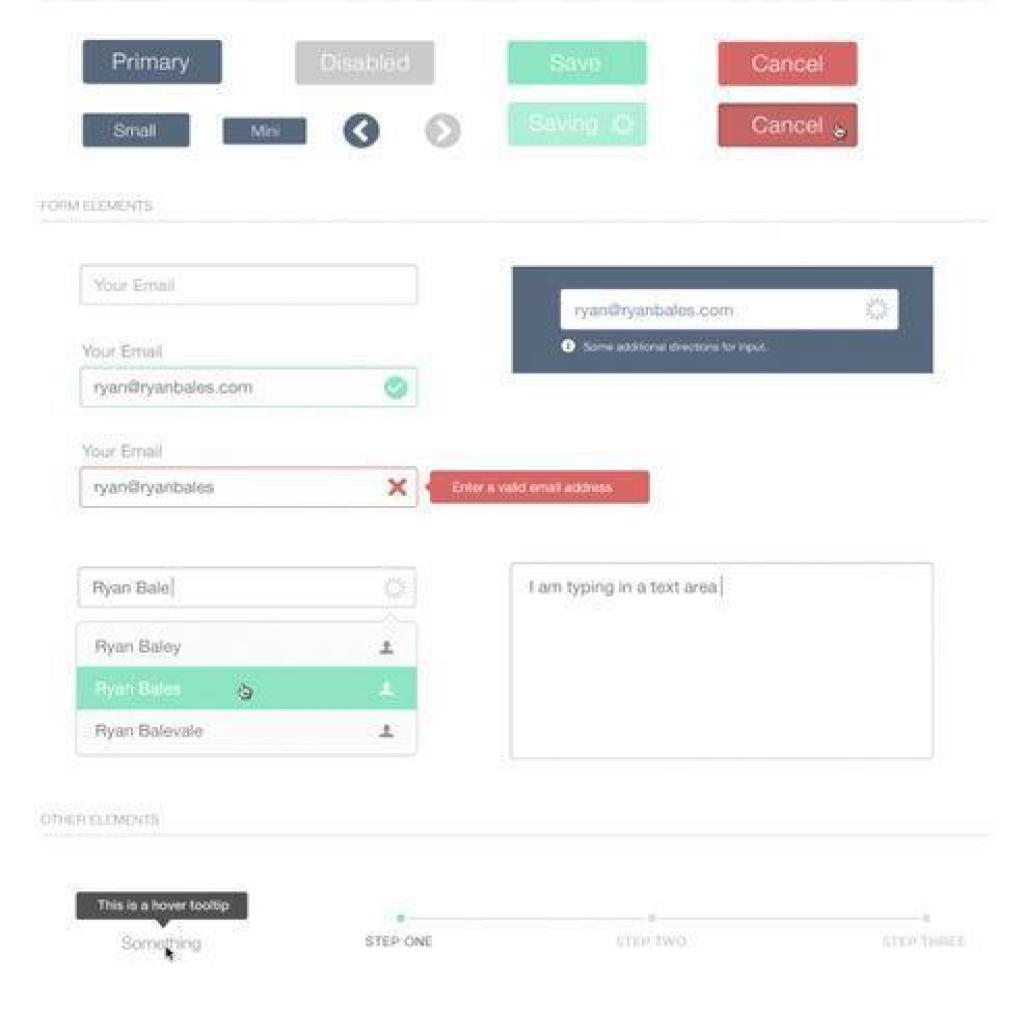 Primary
Disabled
Save
Cancel
Small
Mini
Saving
Cancel
FORM ELEMENTS
Your Email
ryan@ryanbales.com
Some additional directions for input.
Your Email
ryan@ryanbales.com
Your Email
ryan@ryanbales
Enter a valid email address
Ryan Bale
I am typing in a text area
Ryan Baley
Ryan Bales
Ryan Balevale
OTHER ELEMENTS
This is a hover tooltip
Something
STEP ONE
STEP TWO
STEP THREE